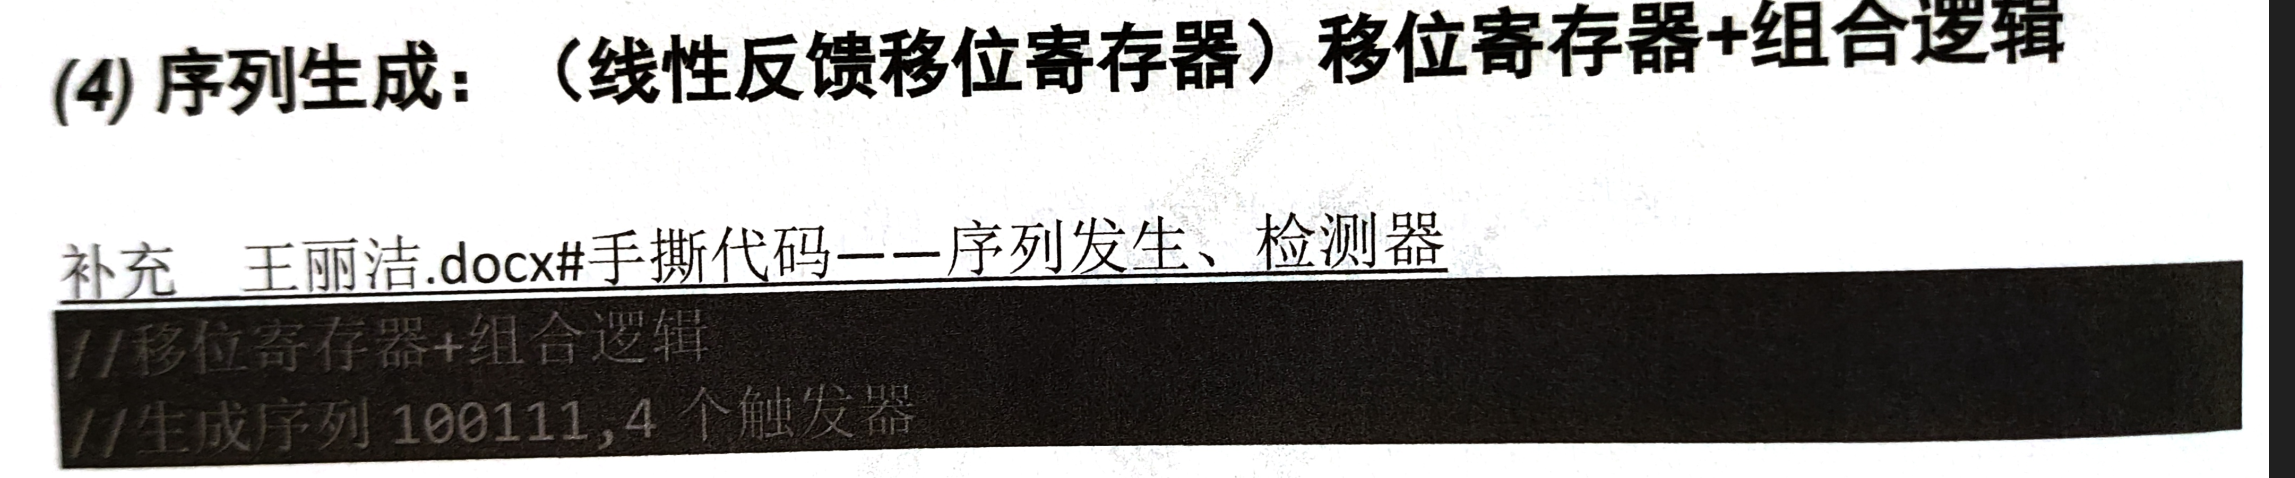 (4) 序列生成：（线性反馈移位寄存器）移位寄存器+组合逻辑
补充　王丽洁.docx#手撕代码——序列发生、检测器
//移位寄存器+组合逻辑
//生成序列 100111,4 个触发器